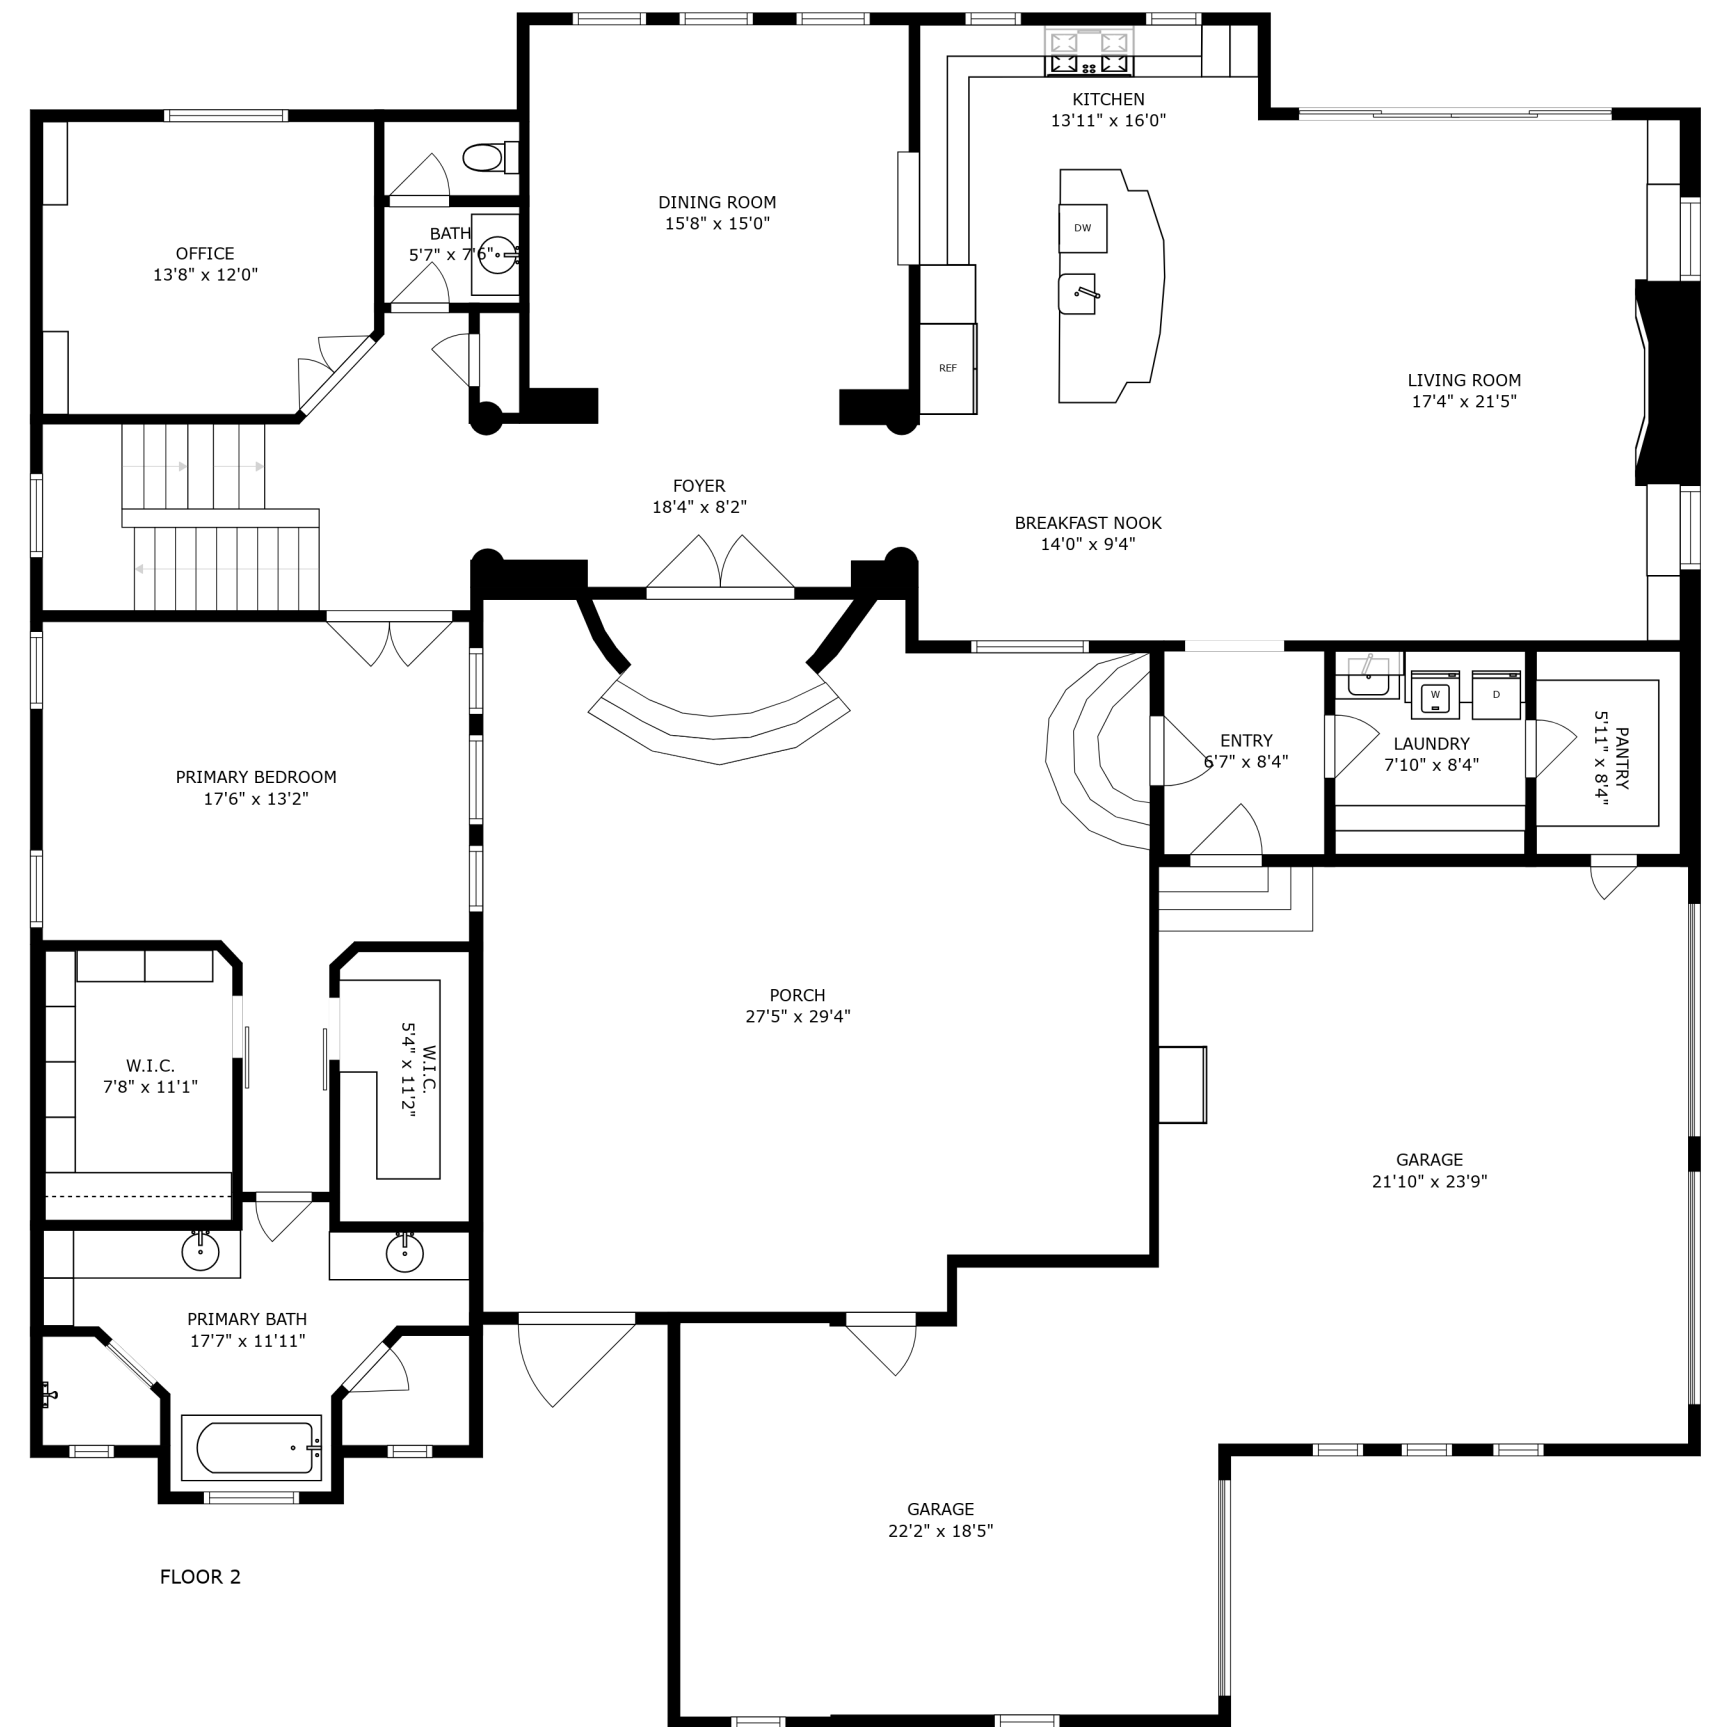 KITCHEN
13'11" x 16'0"
DINING ROOM
15'8" x 15'0"
BATH
5'7" x 7'6"
OFFICE
13'8" x 12'0"
DW
REF
LIVING ROOM
17'4" x 21'5"
FOYER
18'4" x 8'2"
BREAKFAST NOOK
14'0" x 9'4"
W
D
ENTRY
6'7" x 8'4"
LAUNDRY
7'10" x 8'4"
PANTRY
5'11" x 8'4"
PRIMARY BEDROOM
17'6" x 13'2"
PORCH
27'5" x 29'4"
W.I.C.
7'8" x 11'1"
W.I.C.
5'4" x 11'2"
GARAGE
21'10" x 23'9"
PRIMARY BATH
17'7" x 11'11"
GARAGE
22'2" x 18'5"
FLOOR 2